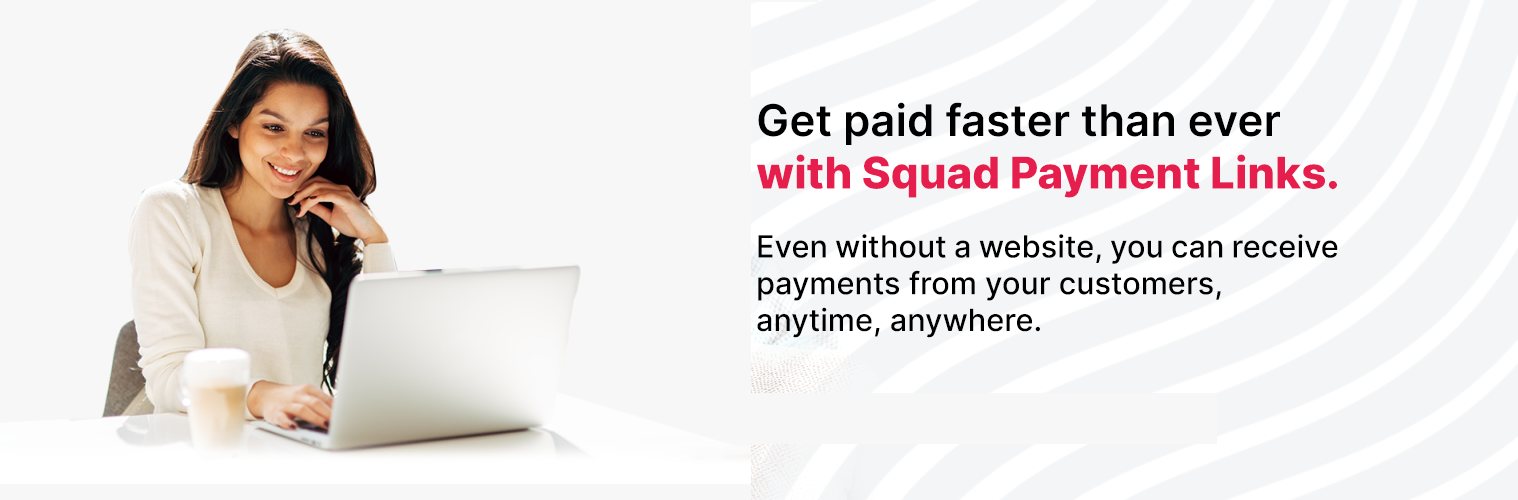 Get paid faster than ever
with Squad Payment Links.
Even without a website, you can receive
payments from your customers,
anytime, anywhere.